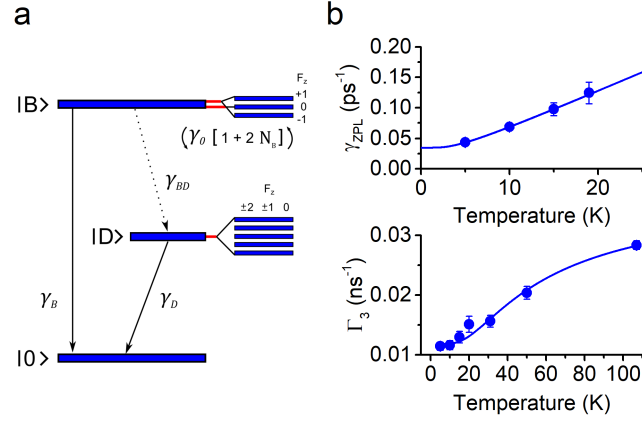 a
|B>
F_z
+1
0
-1
(γ_0 [1+2 N_B])
γ_BD
F_z
±2 ±1 0
|D>
γ_B
γ_D
|0>
b
γ_ZPL (ps⁻¹)
0.20
0.15
0.10
0.05
0.00
0 10 20
Temperature (K)
Γ_3 (ns⁻¹)
0.03
0.02
0.01
0 20 40 60 80 100
Temperature (K)